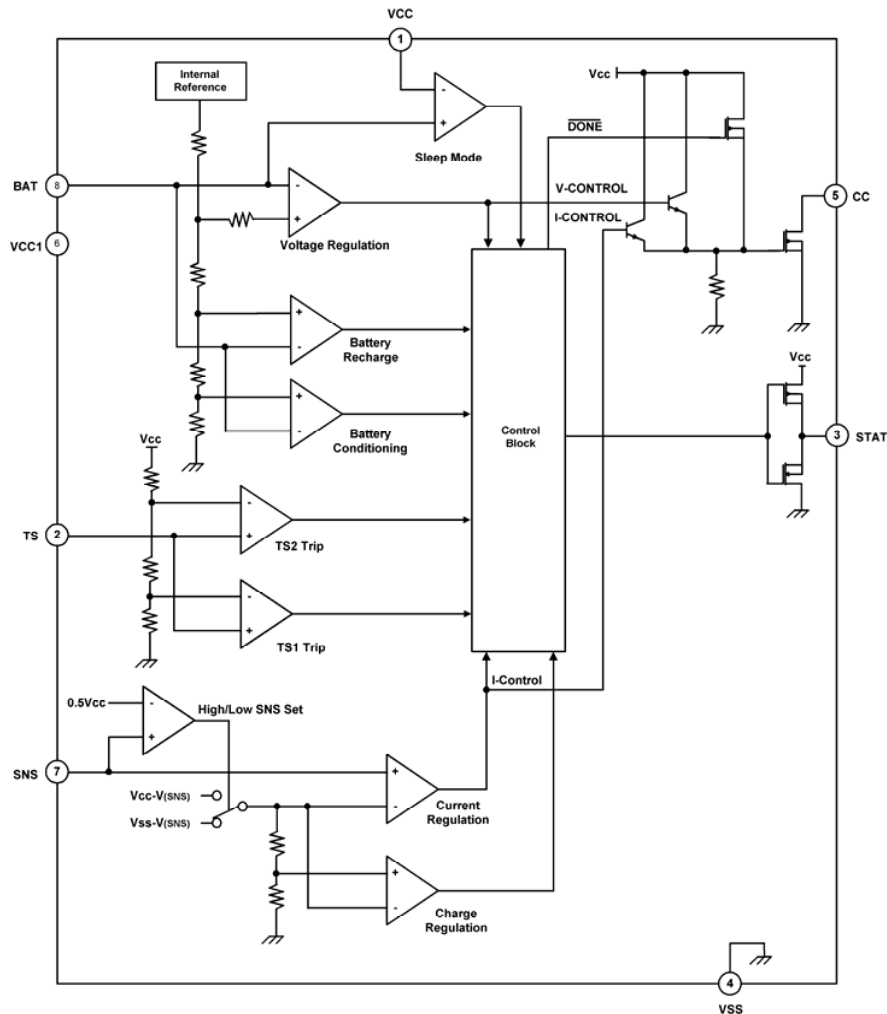 VCC
1
Internal
Reference
Vcc
-
+
Sleep Mode
DONE
BAT
8
-
+
Voltage Regulation
V-CONTROL
I-CONTROL
5
CC
VCC1
6
+
-
Battery
Recharge
+
-
Battery
Conditioning
Control
Block
Vcc
3
STAT
Vcc
TS
2
-
+
TS2 Trip
-
+
TS1 Trip
I-Control
0.5Vcc
-
+
High/Low SNS Set
SNS
7
+
-
Current
Regulation
Vcc-V(SNS)
Vss-V(SNS)
+
-
Charge
Regulation
4
VSS